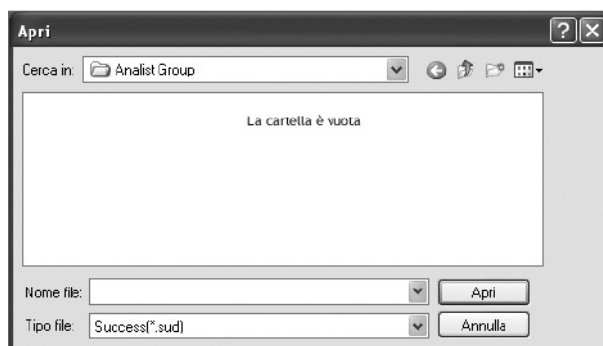 Apri
Cerca in: Analist Group
La cartella è vuota
Nome file: Apri
Tipo file: Success(*.sud) Annulla